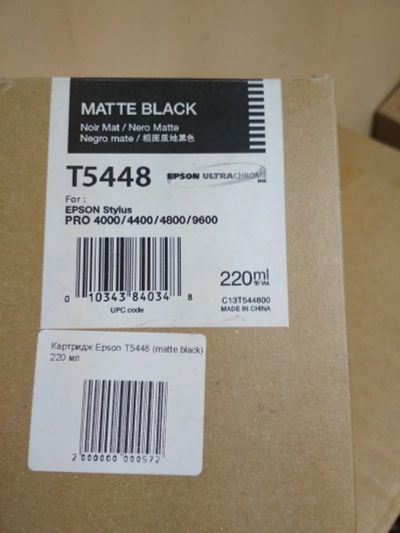 MATTE BLACK
Noir Mat / Nero Matte
Negro mate / 粗面质地黑色
T5448
EPSON ULTRACHROME
INK
For :
EPSON Stylus
PRO 4000/4400/4800/9600
0 10343 84034 8
UPC code
220ml
C13T544800
MADE IN CHINA
Картридж Epson T5448 (matte black)
220 мл
2 000000 000572